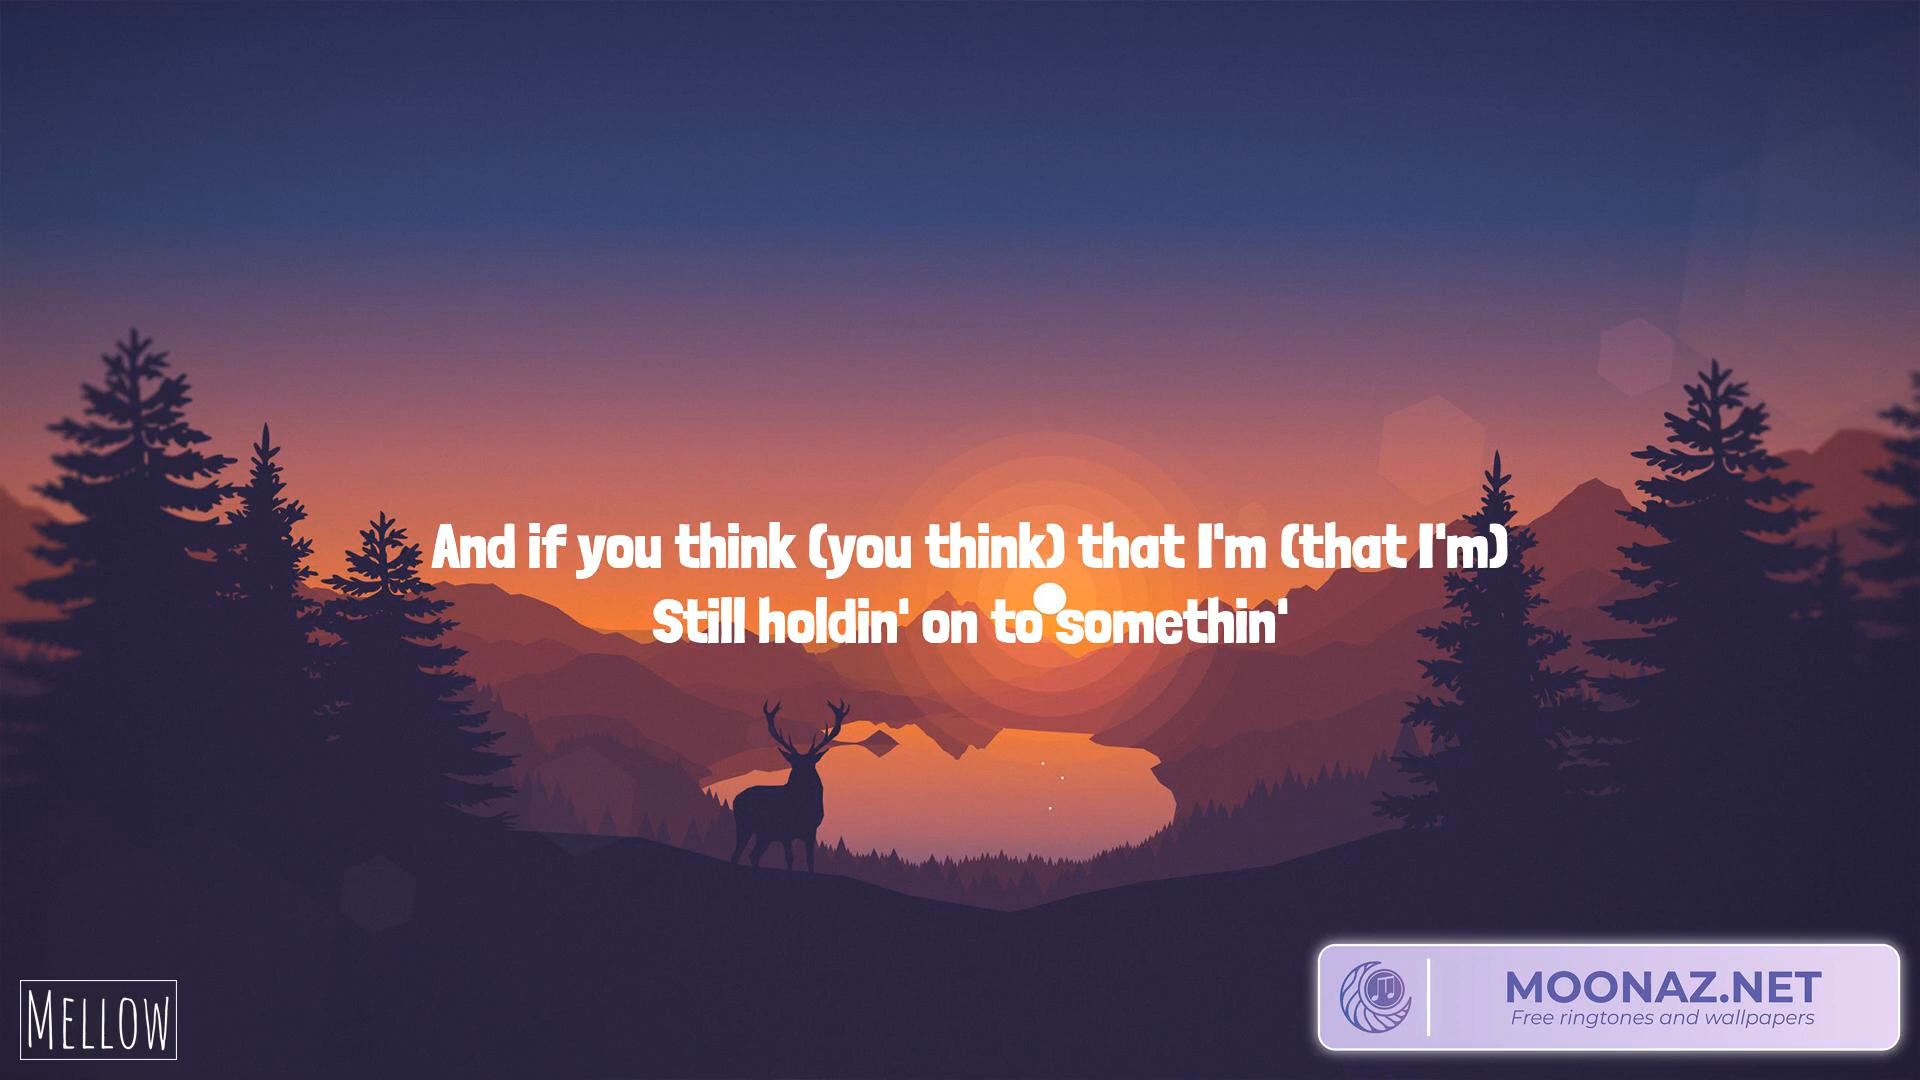 And if you think (you think) that I'm (that I'm)
Still holdin' on to somethin'
MELLOW
MOONAZ.NET
Free ringtones and wallpapers